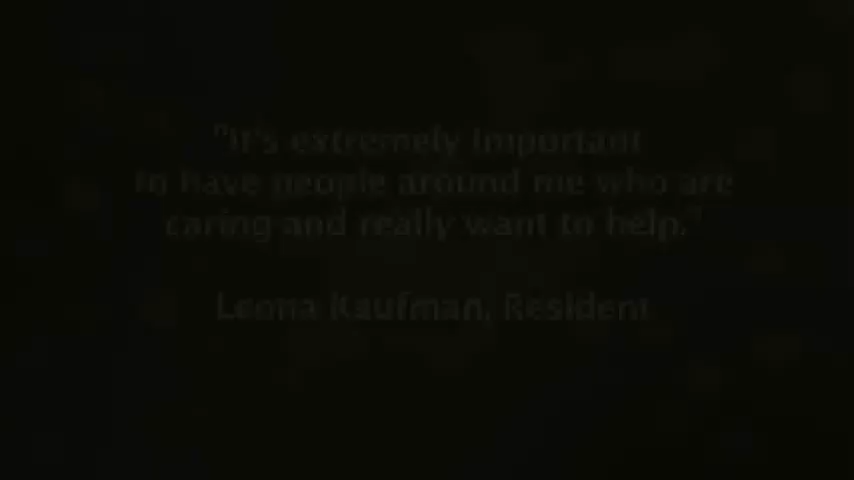 "It's extremely important
to have people around me who are
caring and really want to help."
Leona Kaufman, Resident